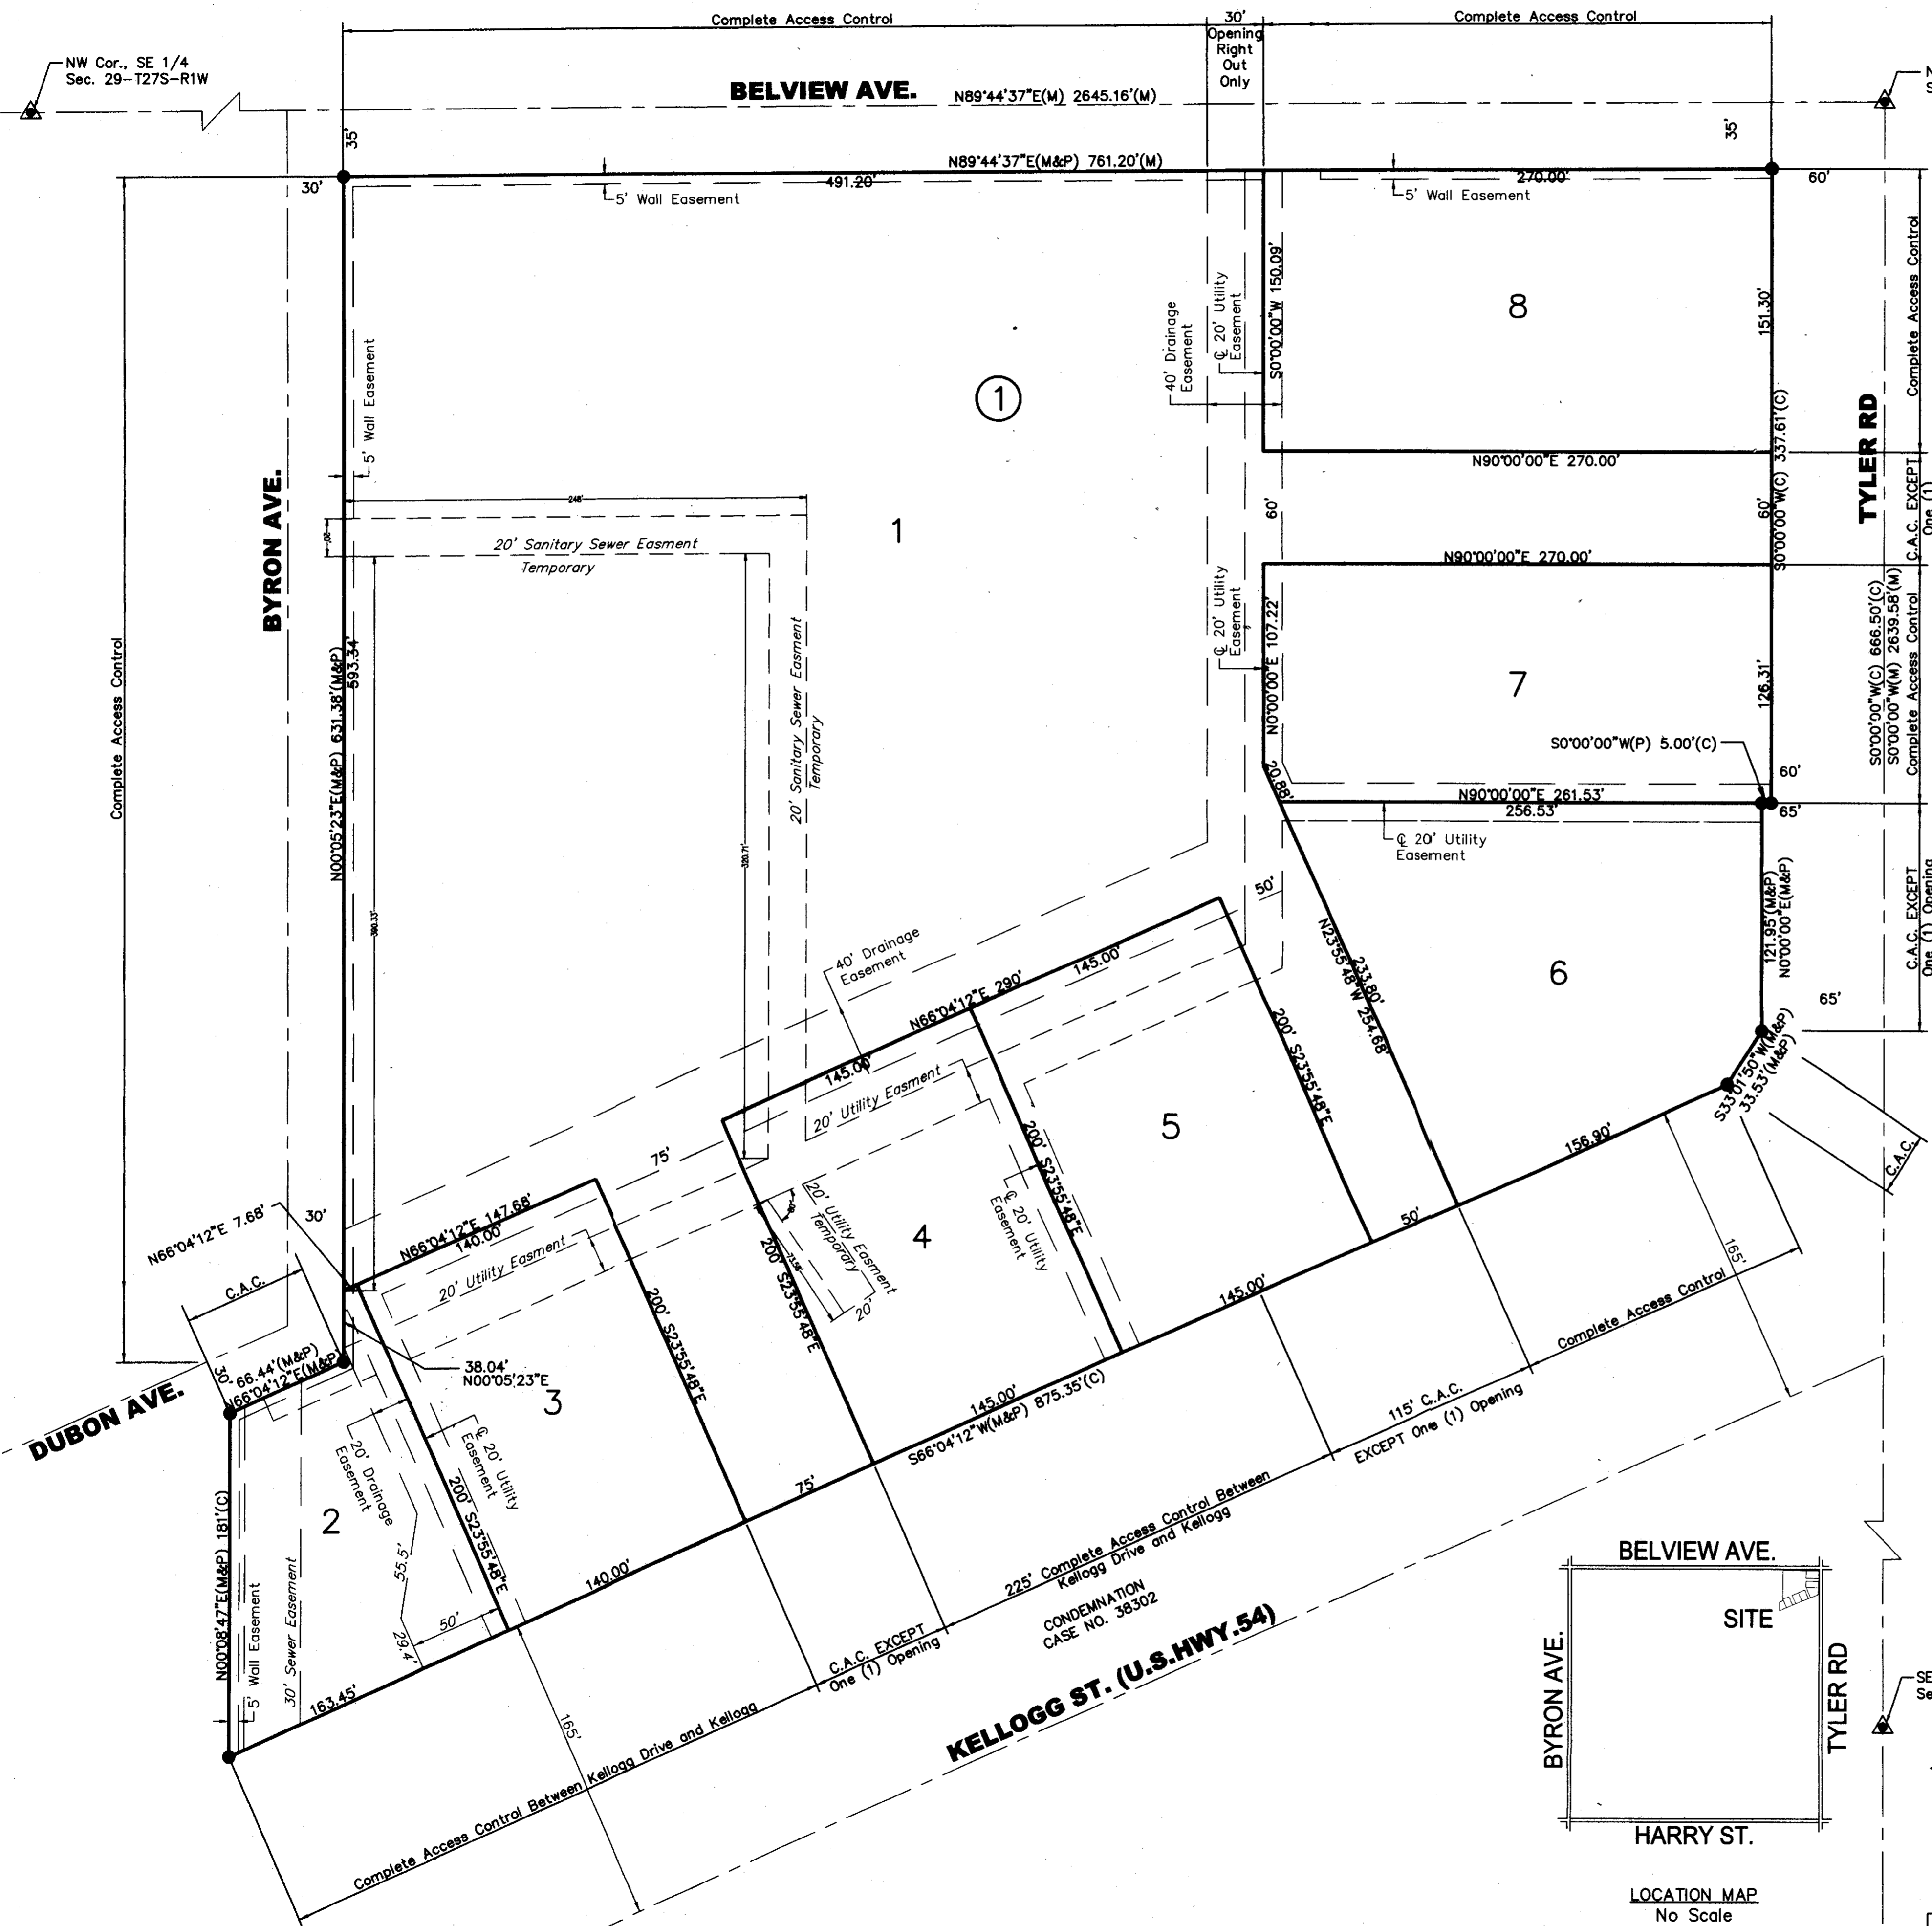 Complete Access Control
30'
Opening
Right
Out
Only
Complete Access Control
NW Cor., SE 1/4
Sec. 29-T27S-R1W
BELVIEW AVE.
N89°44'37"E(M) 2645.16'(M)
35'
35'
N89°44'37"E(M&P) 761.20'(M)
30'
491.20'
270.00'
60'
5' Wall Easement
5' Wall Easement
Complete Access Control
BYRON AVE.
N00°05'23"E(M&P) 631.38'(M&P)
593.34'
5' Wall Easement
40' Drainage
Easement
℄ 20' Utility
Easement
S0°00'00"W 150.09'
8
151.30'
S0°00'00"W(C) 337.61'(C)
TYLER RD
Complete Access Control
1
1
N90°00'00"E 270.00'
248'
20'
20' Sanitary Sewer Easment
Temporary
60'
60'
C.A.C. EXCEPT
One (1)
N90°00'00"E 270.00'
20' Sanitary Sewer Easment
Temporary
320.71'
390.33'
℄ 20' Utility
Easement
N0°00'00"E 107.22'
7
126.31'
S0°00'00"W(C) 666.50'(C)
S0°00'00"W(M) 2639.58'(M)
Complete Access Control
S0°00'00"W(P) 5.00'(C)
20.88'
60'
N90°00'00"E 261.53'
256.53'
65'
℄ 20' Utility
Easement
50'
40' Drainage
Easement
145.00'
N66°04'12"E 290'
145.00'
20' Utility Easment
N23°55'48"W 254.68'
233.80'
6
121.95'(M&P)
N0°00'00"E(M&P)
C.A.C. EXCEPT
One (1) Opening
65'
S33°01'50"W(M&P)
33.53'(M&P)
C.A.C.
200' S23°55'48"E
5
200' S23°55'48"E
156.90'
75'
30'
N66°04'12"E 7.68'
N66°04'12"E 147.68'
140.00'
20' Utility Easment
C.A.C.
20' Utility Easment
Temporary
20'
4
℄ 20' Utility
Easement
200' S23°55'48"E
200' S23°55'48"E
50'
165'
145.00'
Complete Access Control
30'
66.44'(M&P)
N66°04'12"E(M&P)
38.04'
N00°05'23"E
DUBON AVE.
3
145.00'
S66°04'12"W(M&P) 875.35'(C)
115' C.A.C.
EXCEPT One (1) Opening
20' Drainage
Easement
℄ 20' Utility
Easement
200' S23°55'48"E
75'
2
N00°08'47"E(M&P) 181'(C)
5' Wall Easement
30' Sewer Easement
55.5'
29.4'
50'
140.00'
163.45'
225' Complete Access Control Between
Kellogg Drive and Kellogg
CONDEMNATION
CASE NO. 38302
C.A.C. EXCEPT
One (1) Opening
KELLOGG ST. (U.S.HWY.54)
165'
Complete Access Control Between Kellogg Drive and Kellogg
BELVIEW AVE.
SITE
BYRON AVE.
TYLER RD
HARRY ST.
LOCATION MAP
No Scale